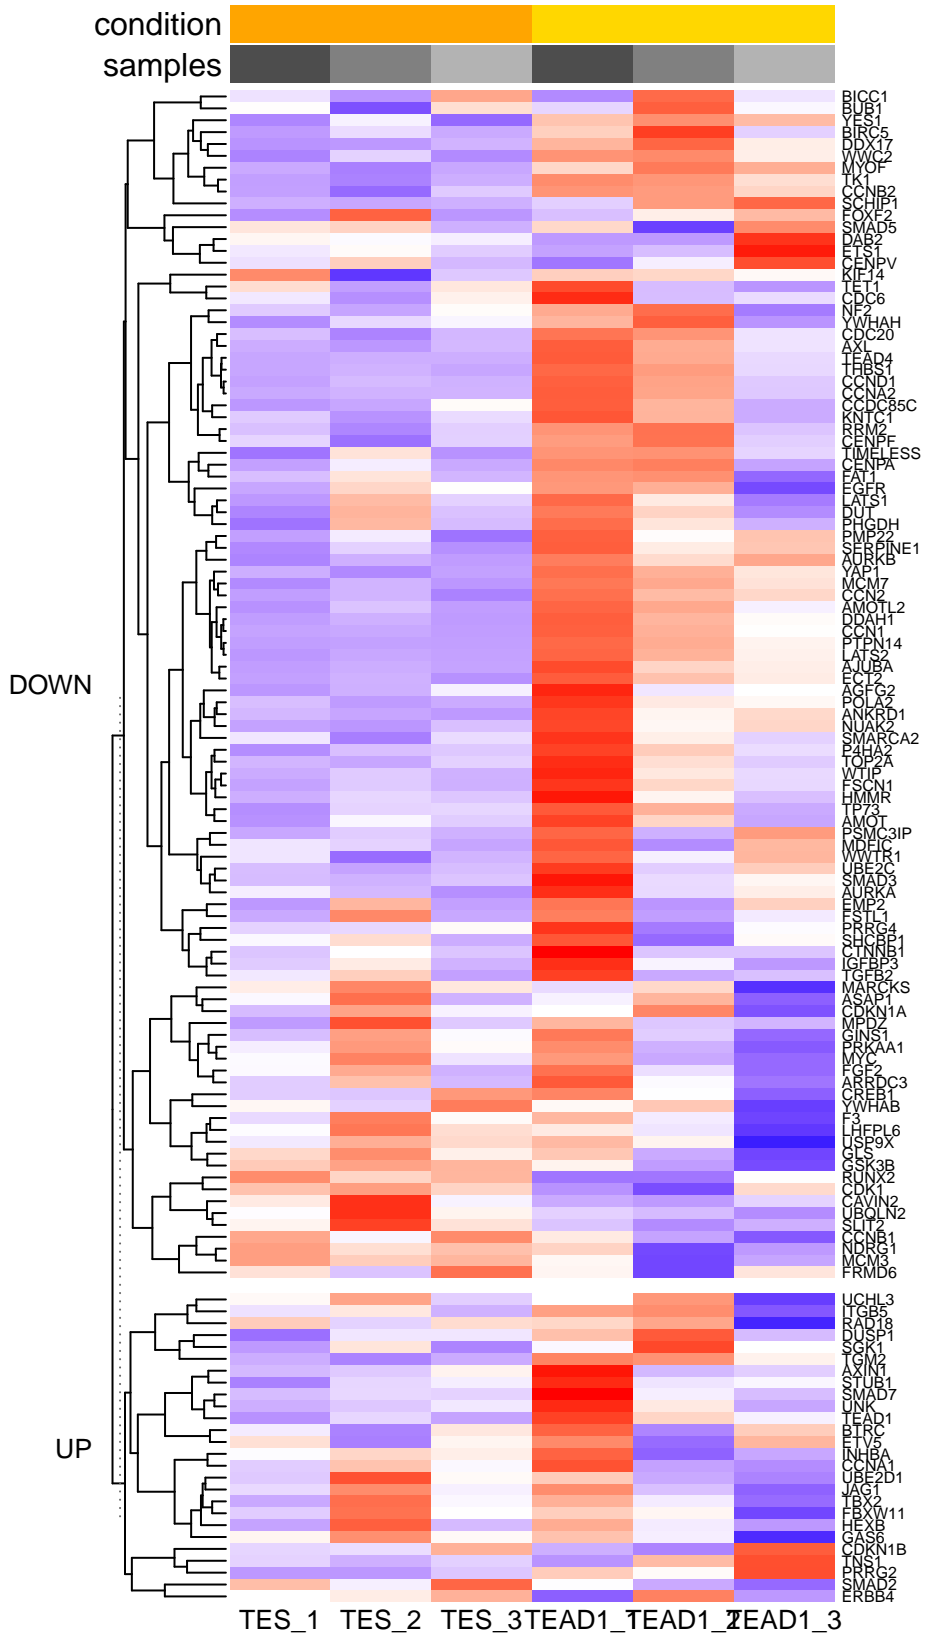 condition
samples
BICC1
BUB1
YES1
BIRC5
DDX17
WWC2
MYOF
TK1
CCNB2
SCHIP1
FOXF2
SMAD5
DAB2
ETS1
CENPV
KIF14
TET1
CDC6
NF2
YWHAH
CDC20
AXL
TEAD4
THBS1
CCND1
CCNA2
CCDC85C
KNTC1
RRM2
CENPF
TIMELESS
CENPA
FAT1
EGFR
LATS1
DUT
PHGDH
PMP22
SERPINE1
AURKB
YAP1
MCM7
CCN2
AMOTL2
DDAH1
CCN1
PTPN14
LATS2
AJUBA
ECT2
DOWN
AGFG2
POLA2
ANKRD1
NUAK2
SMARCA2
P4HA2
TOP2A
WTIP
FSCN1
HMMR
TP73
AMOT
PSMC3IP
MDFIC
WWTR1
UBE2C
SMAD3
AURKA
EMP2
FSTL1
PRRG4
SHCBP1
CTNNB1
IGFBP3
TGFB2
MARCKS
ASAP1
CDKN1A
MPDZ
GINS1
PRKAA1
MYC
FGF2
ARRDC3
CREB1
YWHAB
F3
LHFPL6
USP9X
GLS
GSK3B
RUNX2
CDK1
CAVIN2
UBQLN2
SLIT2
CCNB1
NDRG1
MCM3
FRMD6
UCHL3
ITGB5
RAD18
DUSP1
SGK1
TGM2
AXIN1
STUB1
SMAD7
UNK
TEAD1
BTRC
UP
ETV5
INHBA
CCNA1
UBE2D1
JAG1
TBX2
FBXW11
HEXB
GAS6
CDKN1B
TNS1
PRRG2
SMAD2
ERBB4
TES_1 TES_2 TES_3 TEAD1_1 TEAD1_2 TEAD1_3